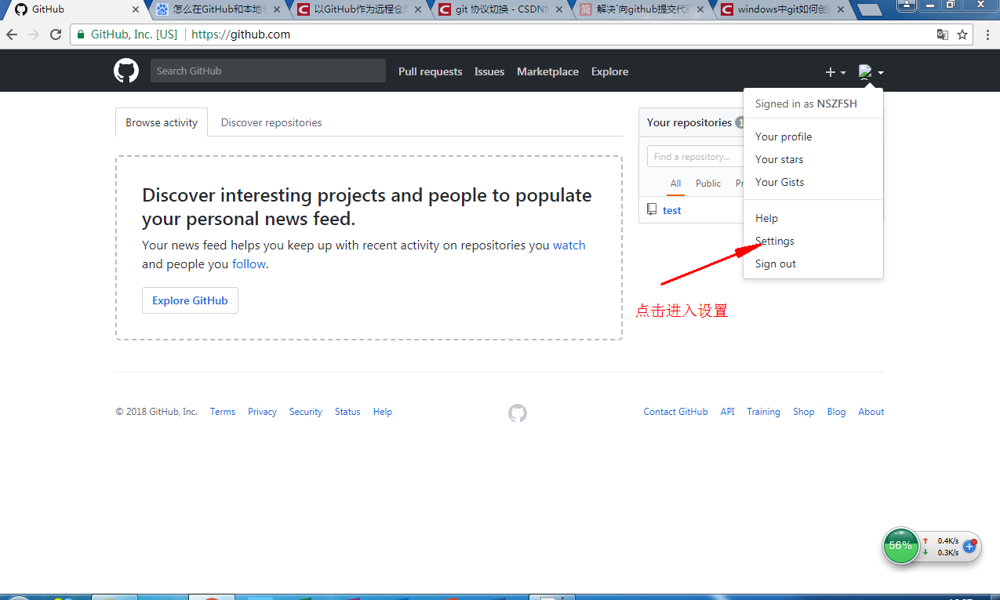 GitHub
怎么在GitHub和本地
以GitHub作为远程仓
git 协议切换 - CSDN
解决`向github提交代
windows中git如何创
GitHub, Inc. [US]
https://github.com
Search GitHub
Pull requests
Issues
Marketplace
Explore
Signed in as NSZFSH
Your profile
Your stars
Your Gists
Help
Settings
Sign out
Browse activity
Discover repositories
Your repositories 1
Find a repository...
All
Public
Pr
test
Discover interesting projects and people to populate
your personal news feed.
Your news feed helps you keep up with recent activity on repositories you watch
and people you follow.
Explore GitHub
点击进入设置
© 2018 GitHub, Inc.
Terms
Privacy
Security
Status
Help
Contact GitHub
API
Training
Shop
Blog
About
56%
0.4K/s
0.3K/s